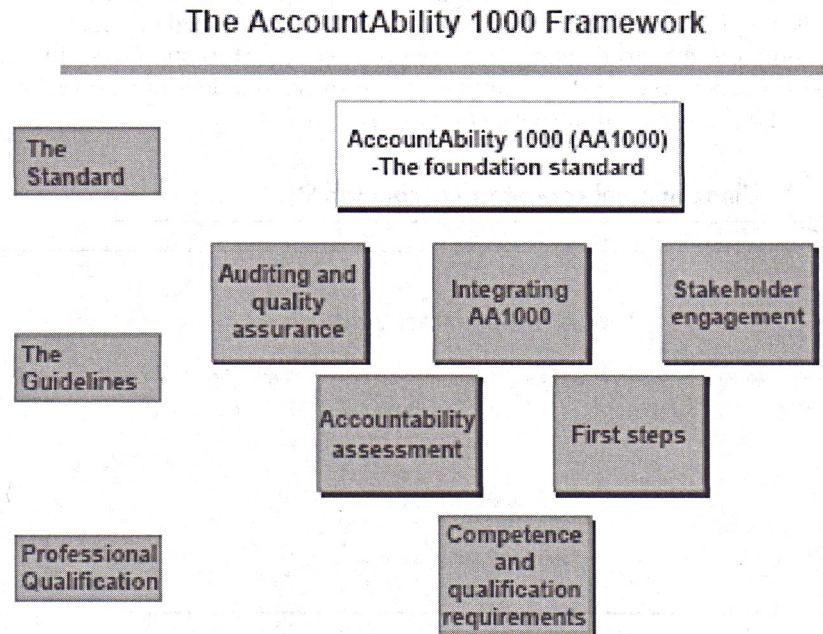 The AccountAbility 1000 Framework
The
Standard
AccountAbility 1000 (AA1000)
-The foundation standard
Auditing and
quality
assurance
Integrating
AA1000
Stakeholder
engagement
The
Guidelines
Accountability
assessment
First steps
Professional
Qualification
Competence
and
qualification
requirements